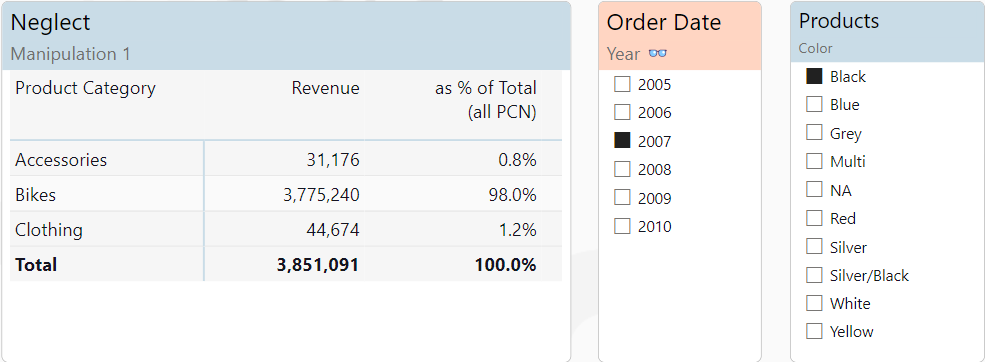 Neglect
Manipulation 1
Product Category Revenue as % of Total
(all PCN)
Accessories 31,176 0.8%
Bikes 3,775,240 98.0%
Clothing 44,674 1.2%
Total 3,851,091 100.0%
Order Date
Year
2005
2006
2007
2008
2009
2010
Products
Color
Black
Blue
Grey
Multi
NA
Red
Silver
Silver/Black
White
Yellow